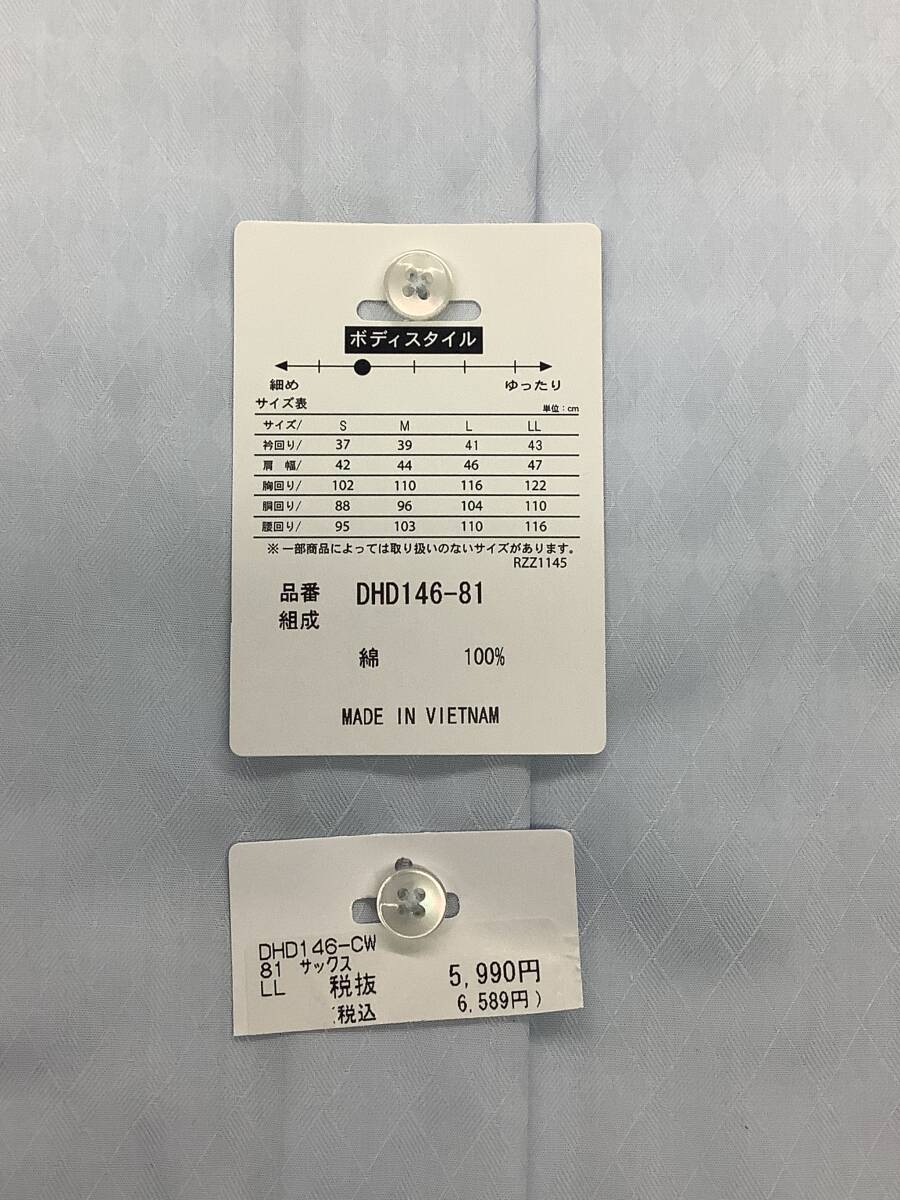 ボディスタイル
細め ゆったり
サイズ表 単位:cm
サイズ/ S M L LL
衿回り/ 37 39 41 43
肩 幅/ 42 44 46 47
胸回り/ 102 110 116 122
胴回り/ 88 96 104 110
腰回り/ 95 103 110 116
※一部商品によっては取り扱いのないサイズがあります。
RZZ1145
品番 DHD146-81
組成
綿 100%
MADE IN VIETNAM
DHD146-CW
81 サックス
LL 税抜 5,990円
(税込 6,589円)